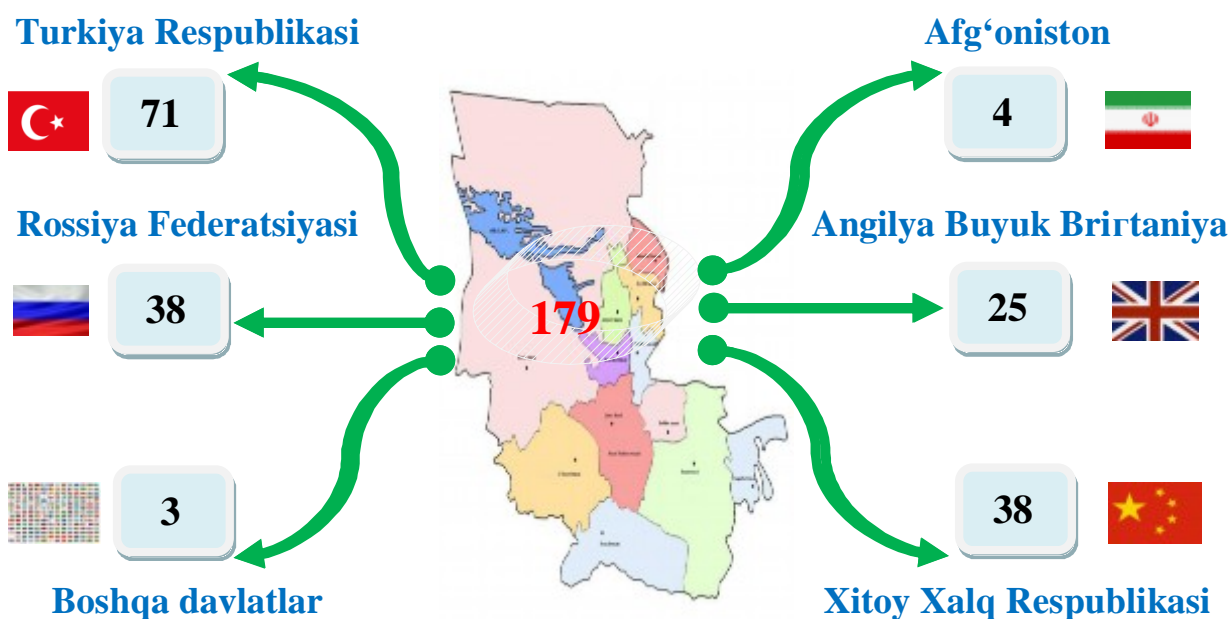 Turkiya Respublikasi
71
Rossiya Federatsiyasi
38
3
Boshqa davlatlar
179
Afg‘oniston
4
Angilya Buyuk Briгtaniya
25
38
Xitoy Xalq Respublikasi